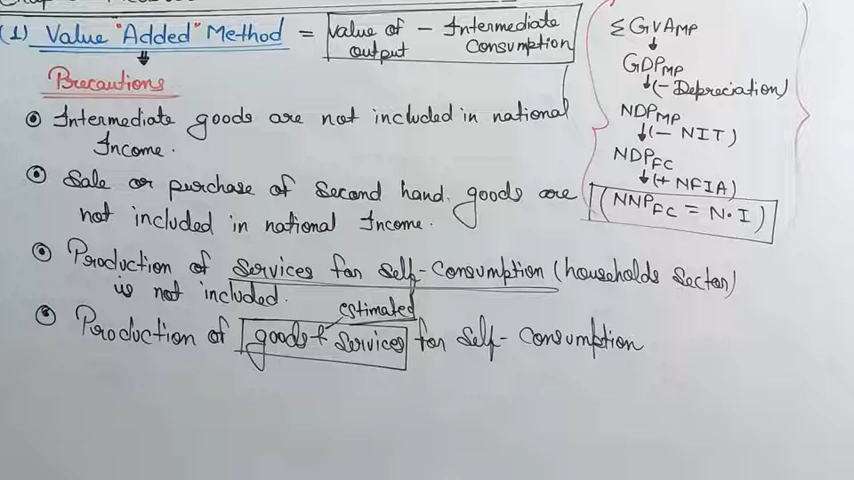 (1) Value "Added" Method = Value of output - Intermediate Consumption
Precautions
Intermediate goods are not included in national
Income.
Sale or purchase of second hand goods are
not included in national Income.
Production of services for self-Consumption (households sector)
is not included.
estimated
Production of goods & services for self-Consumption
ΣGVAMP
GDPMP
(- Depreciation)
NDPMP
(- NIT)
NDPFC
(+ NFIA)
(NNPFC = N.I)